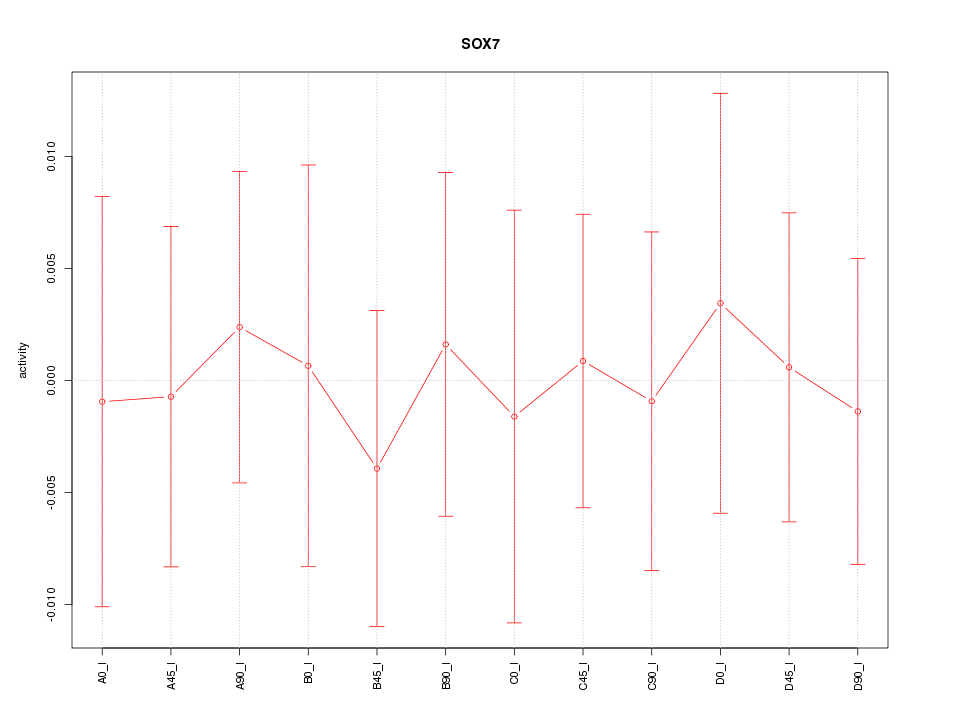 SOX7
activity
0.010
0.005
0.000
-0.005
-0.010
A0_I
A45_I
A90_I
B0_I
B45_I
B90_I
C0_I
C45_I
C90_I
D0_I
D45_I
D90_I